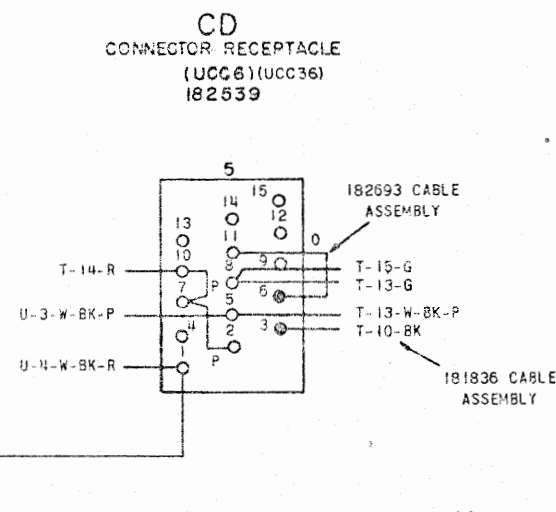 CD
CONNECTOR RECEPTACLE
(UCC6)(UCC36)
182539
5
15
14
12
13
11
10
O
9
8
7
P
6
5
4
3
2
1
P
182693 CABLE
ASSEMBLY
T-14-R
T-15-G
T-13-G
U-3-W-BK-P
T-13-W-BK-P
T-10-BK
U-4-W-BK-R
181836 CABLE
ASSEMBLY